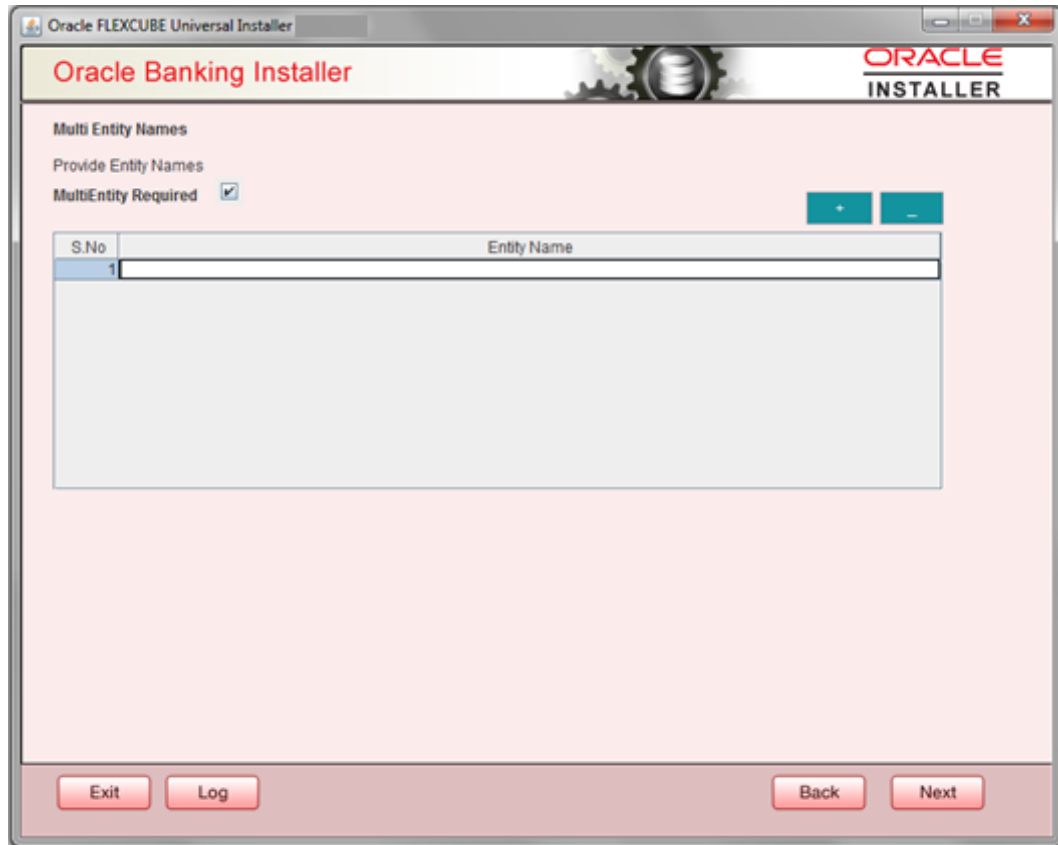 Oracle FLEXCUBE Universal Installer
Oracle Banking Installer
ORACLE
INSTALLER
Multi Entity Names
Provide Entity Names
MultiEntity Required
+ _
S.No Entity Name
1
Exit Log Back Next